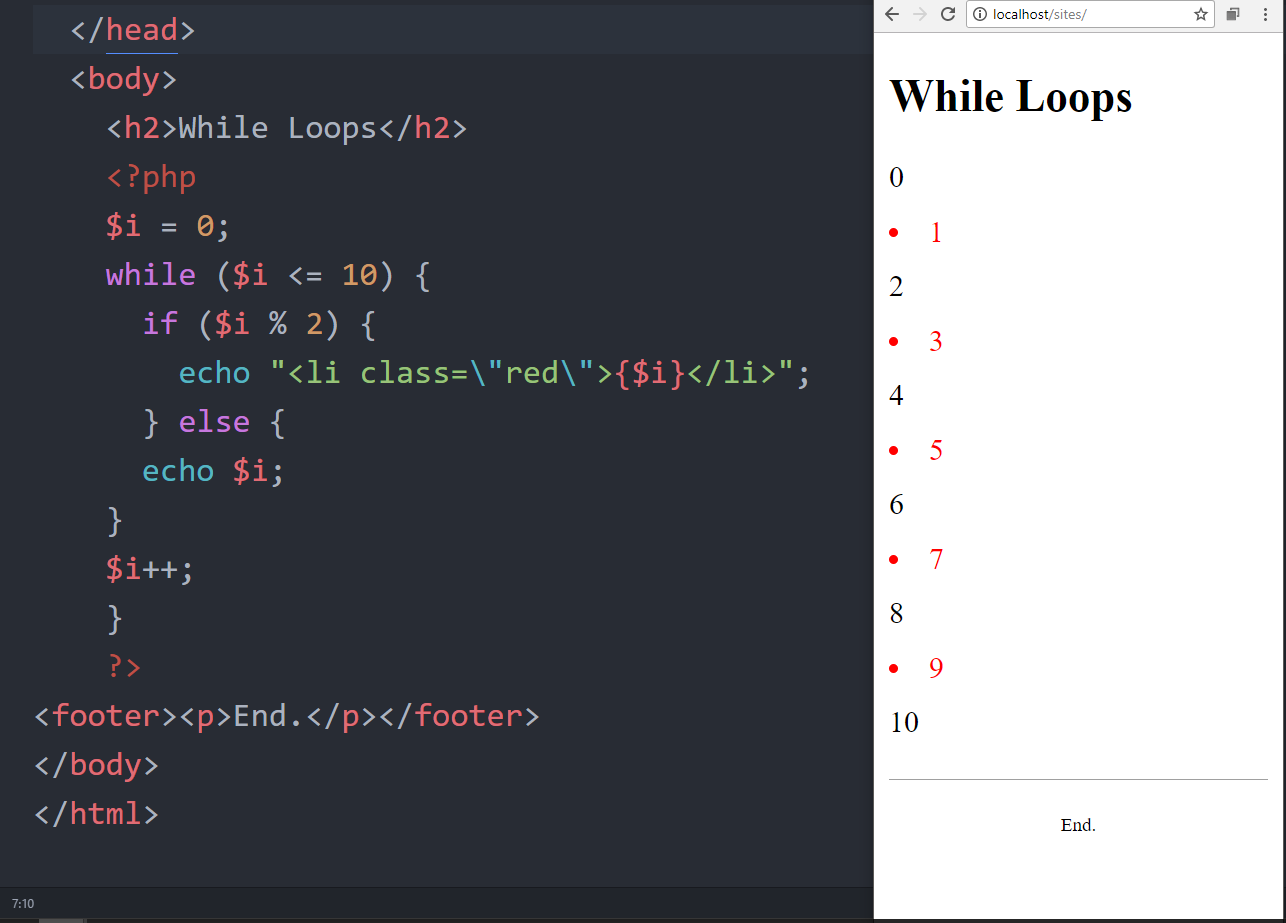 </head>
<body>
<h2>While Loops</h2>
<?php
$i = 0;
while ($i <= 10) {
if ($i % 2) {
echo "<li class=\"red\">{$i}</li>";
} else {
echo $i;
}
$i++;
}
?>
<footer><p>End.</p></footer>
</body>
</html>
7:10
localhost/sites/
While Loops
0
• 1
2
• 3
4
• 5
6
• 7
8
• 9
10
End.